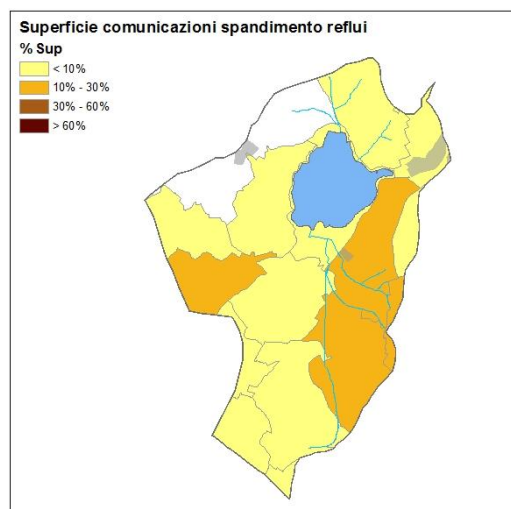 Superficie comunicazioni spandimento reflui
% Sup
< 10%
10% - 30%
30% - 60%
> 60%